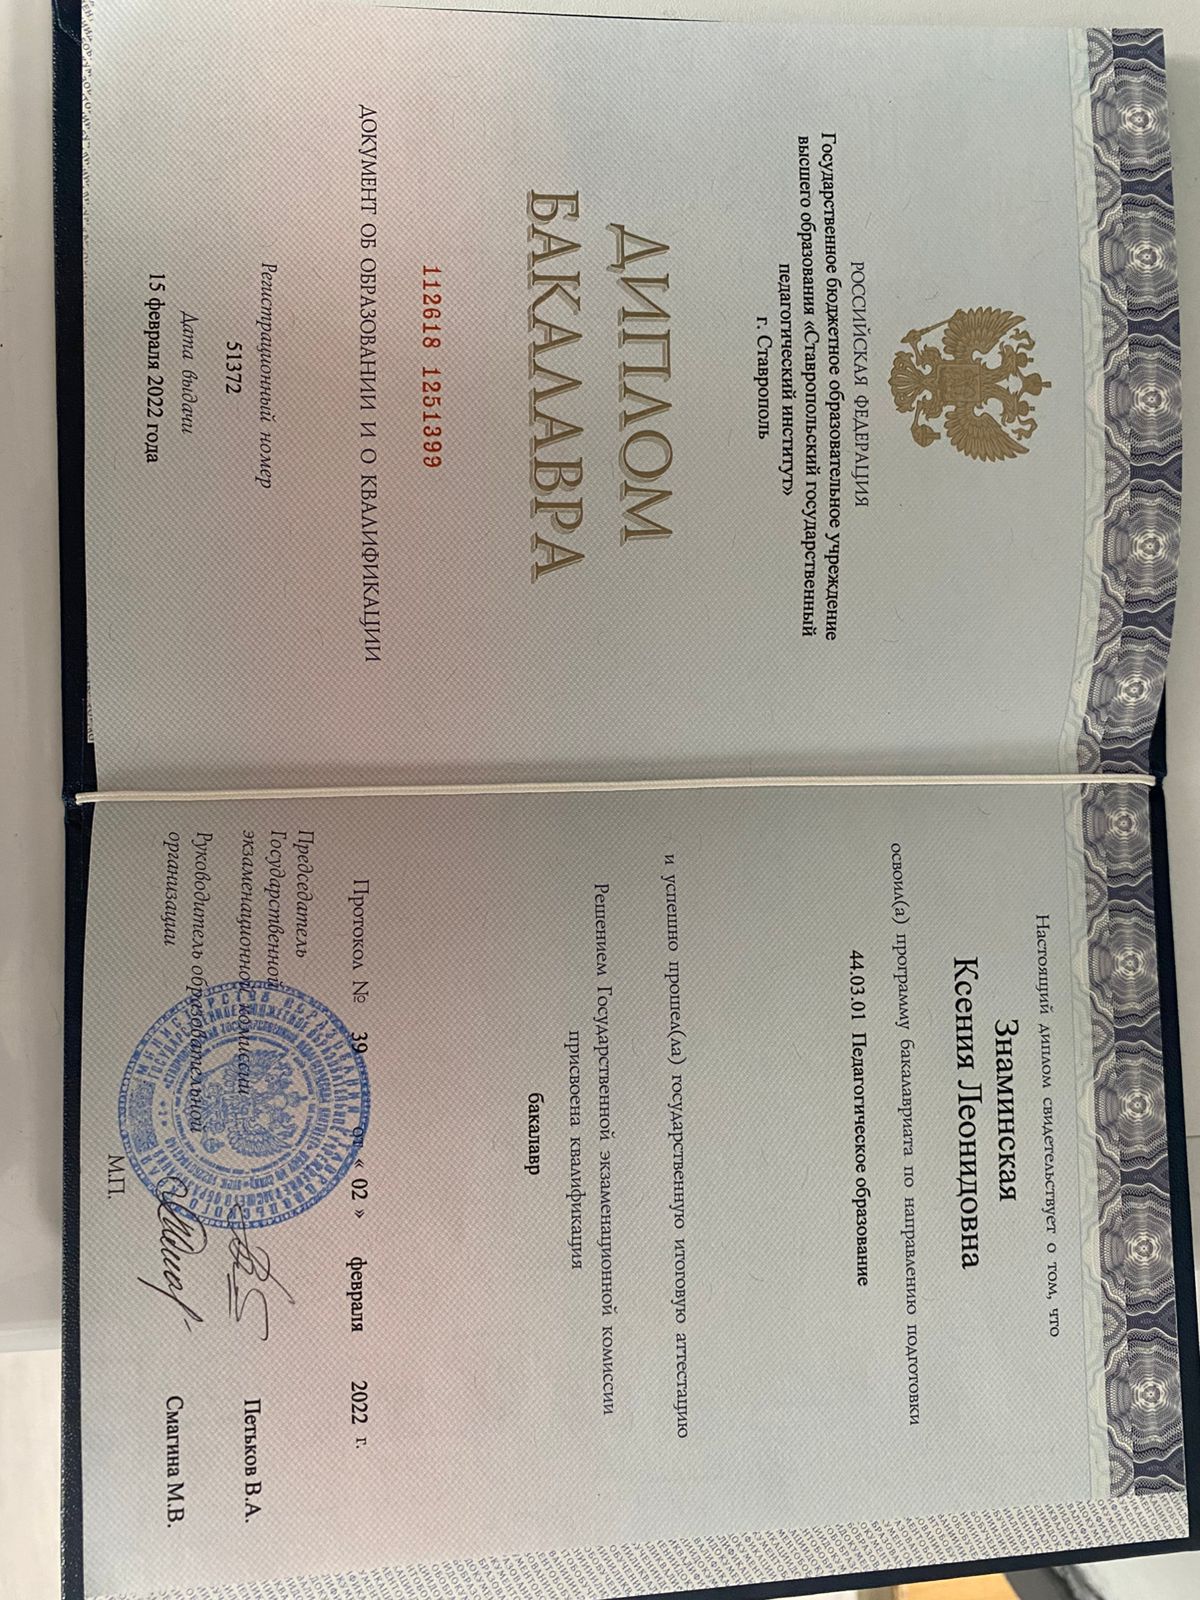 РОССИЙСКАЯ ФЕДЕРАЦИЯ
Государственное бюджетное образовательное учреждение
высшего образования «Ставропольский государственный
педагогический институт»
г. Ставрополь
ДИПЛОМ
БАКАЛАВРА
112618 1251399
ДОКУМЕНТ ОБ ОБРАЗОВАНИИ И О КВАЛИФИКАЦИИ
Регистрационный номер
51372
Дата выдачи
15 февраля 2022 года
Настоящий диплом свидетельствует о том, что
Знаминская
Ксения Леонидовна
освоил(а) программу бакалавриата по направлению подготовки
44.03.01 Педагогическое образование
и успешно прошел(ла) государственную итоговую аттестацию
Решением Государственной экзаменационной комиссии
присвоена квалификация
бакалавр
Протокол № 39 от « 02 » февраля 2022 г.
Председатель
Государственной
экзаменационной комиссии
Петьков В.А.
Руководитель образовательной
организации
Смагина М.В.
М.П.